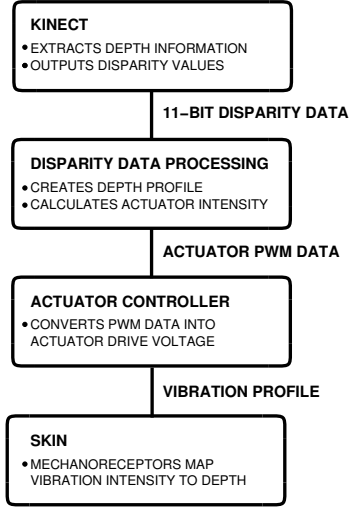 KINECT
• EXTRACTS DEPTH INFORMATION
• OUTPUTS DISPARITY VALUES
11–BIT DISPARITY DATA
DISPARITY DATA PROCESSING
• CREATES DEPTH PROFILE
• CALCULATES ACTUATOR INTENSITY
ACTUATOR PWM DATA
ACTUATOR CONTROLLER
• CONVERTS PWM DATA INTO
ACTUATOR DRIVE VOLTAGE
VIBRATION PROFILE
SKIN
• MECHANORECEPTORS MAP
VIBRATION INTENSITY TO DEPTH